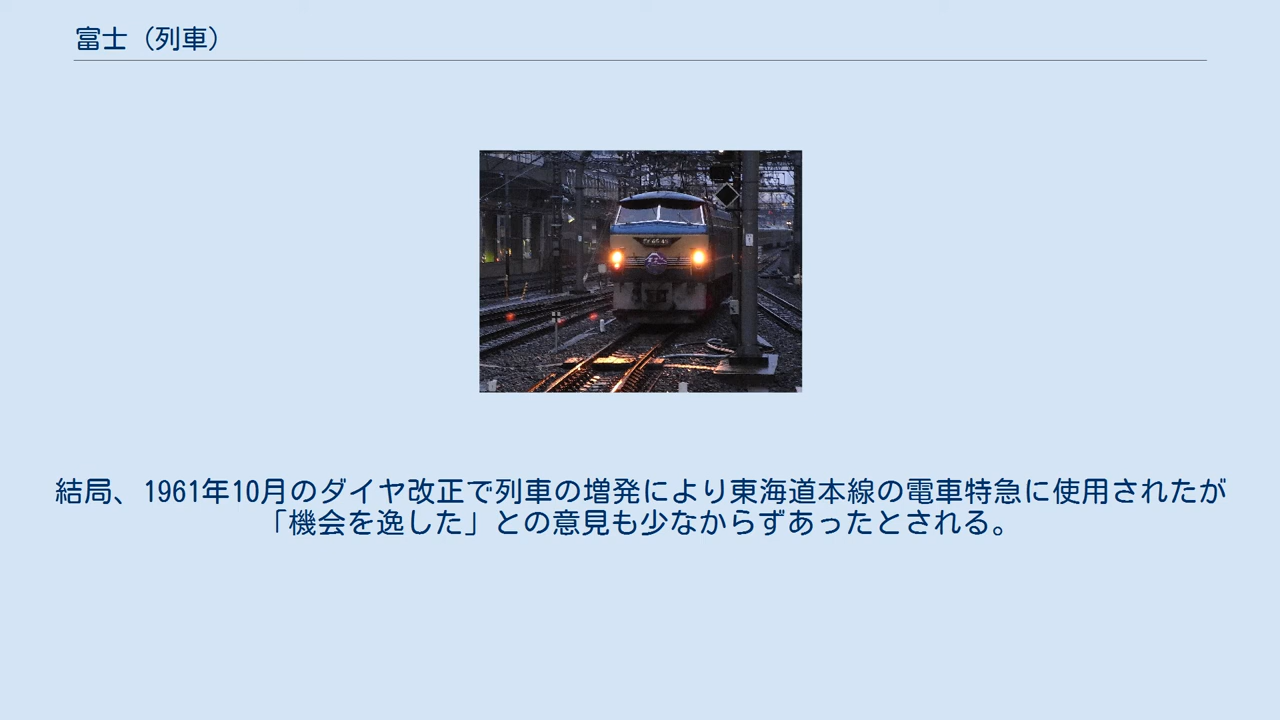 富士（列車）
結局、1961年10月のダイヤ改正で列車の増発により東海道本線の電車特急に使用されたが
「機会を逸した」との意見も少なからずあったとされる。